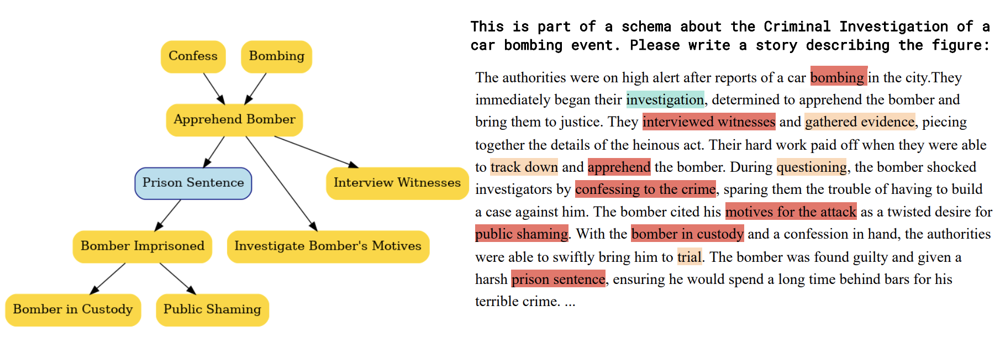 Confess
Bombing
Apprehend Bomber
Prison Sentence
Interview Witnesses
Bomber Imprisoned
Investigate Bomber's Motives
Bomber in Custody
Public Shaming
This is part of a schema about the Criminal Investigation of a
car bombing event. Please write a story describing the figure:
The authorities were on high alert after reports of a car bombing in the city.They
immediately began their investigation, determined to apprehend the bomber and
bring them to justice. They interviewed witnesses and gathered evidence, piecing
together the details of the heinous act. Their hard work paid off when they were able
to track down and apprehend the bomber. During questioning, the bomber shocked
investigators by confessing to the crime, sparing them the trouble of having to build
a case against him. The bomber cited his motives for the attack as a twisted desire for
public shaming. With the bomber in custody and a confession in hand, the authorities
were able to swiftly bring him to trial. The bomber was found guilty and given a
harsh prison sentence, ensuring he would spend a long time behind bars for his
terrible crime. ...